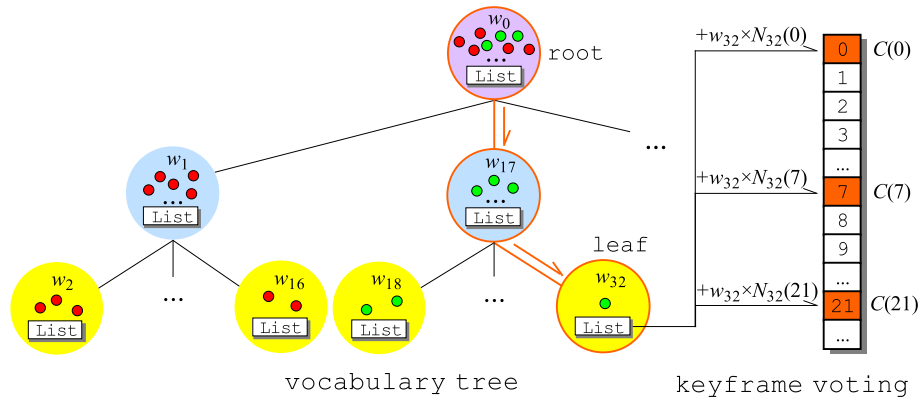 w0
...
List
root
+w32×N32(0)
0
C(0)
1
2
3
...
w1
...
List
w17
...
List
...
+w32×N32(7)
7
C(7)
8
9
...
leaf
w2
List
...
w16
List
w18
List
...
w32
List
+w32×N32(21)
21
C(21)
...
vocabulary tree
keyframe voting